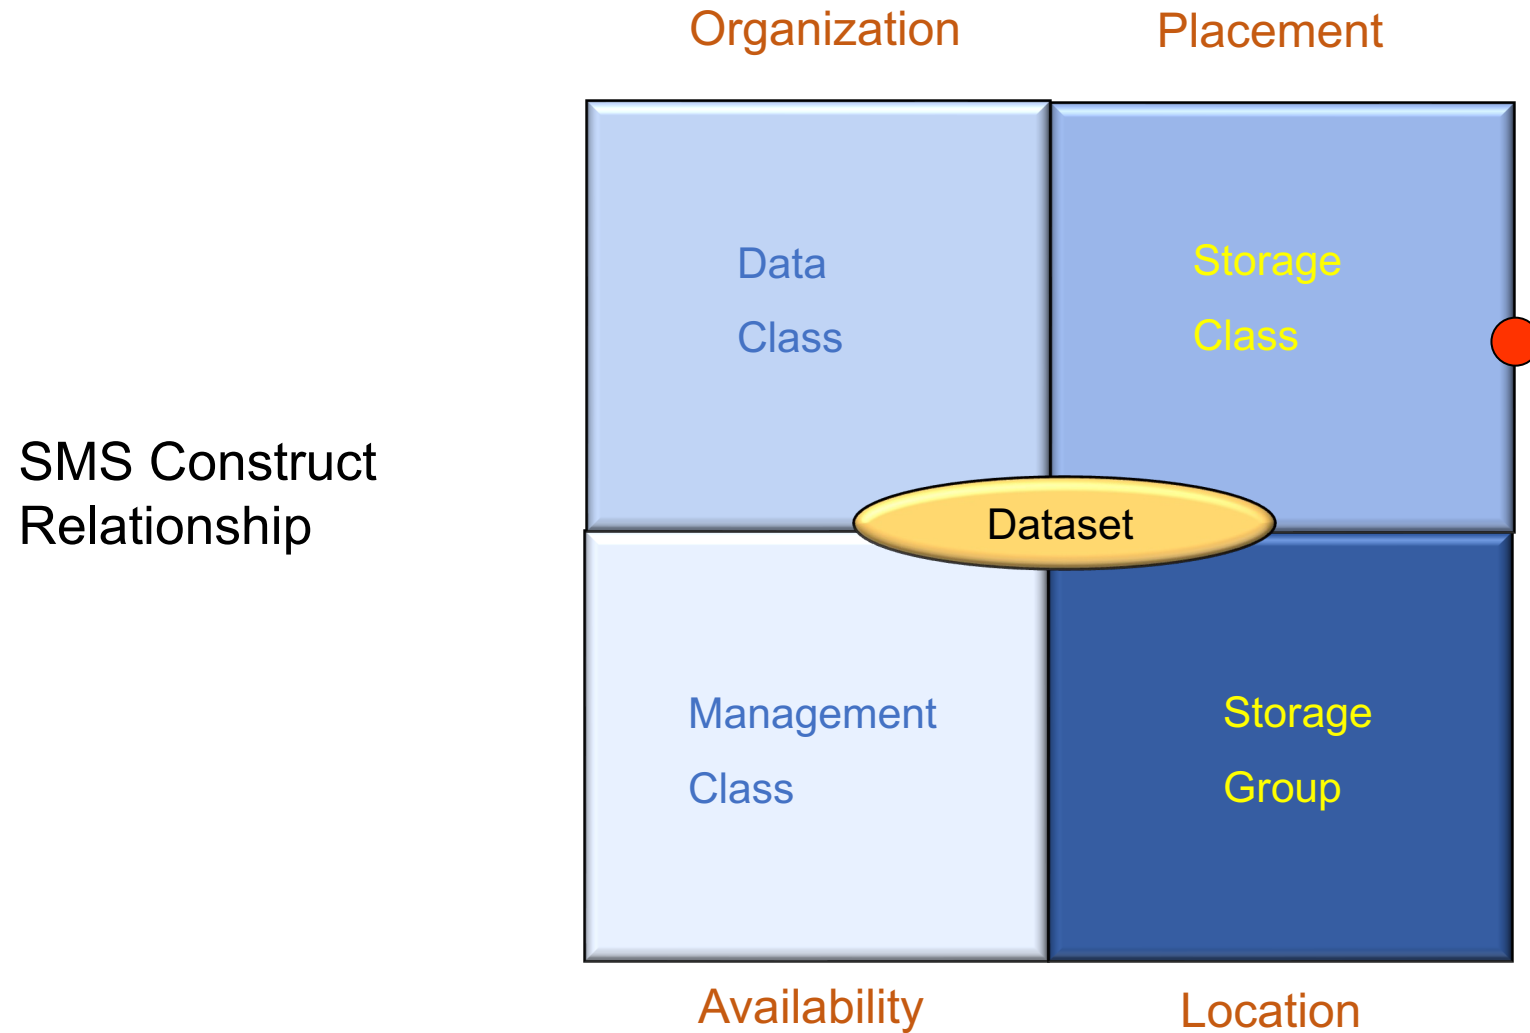 Organization
Placement
Data
Class
Storage
Class
SMS Construct
Relationship
Dataset
Management
Class
Storage
Group
Availability
Location